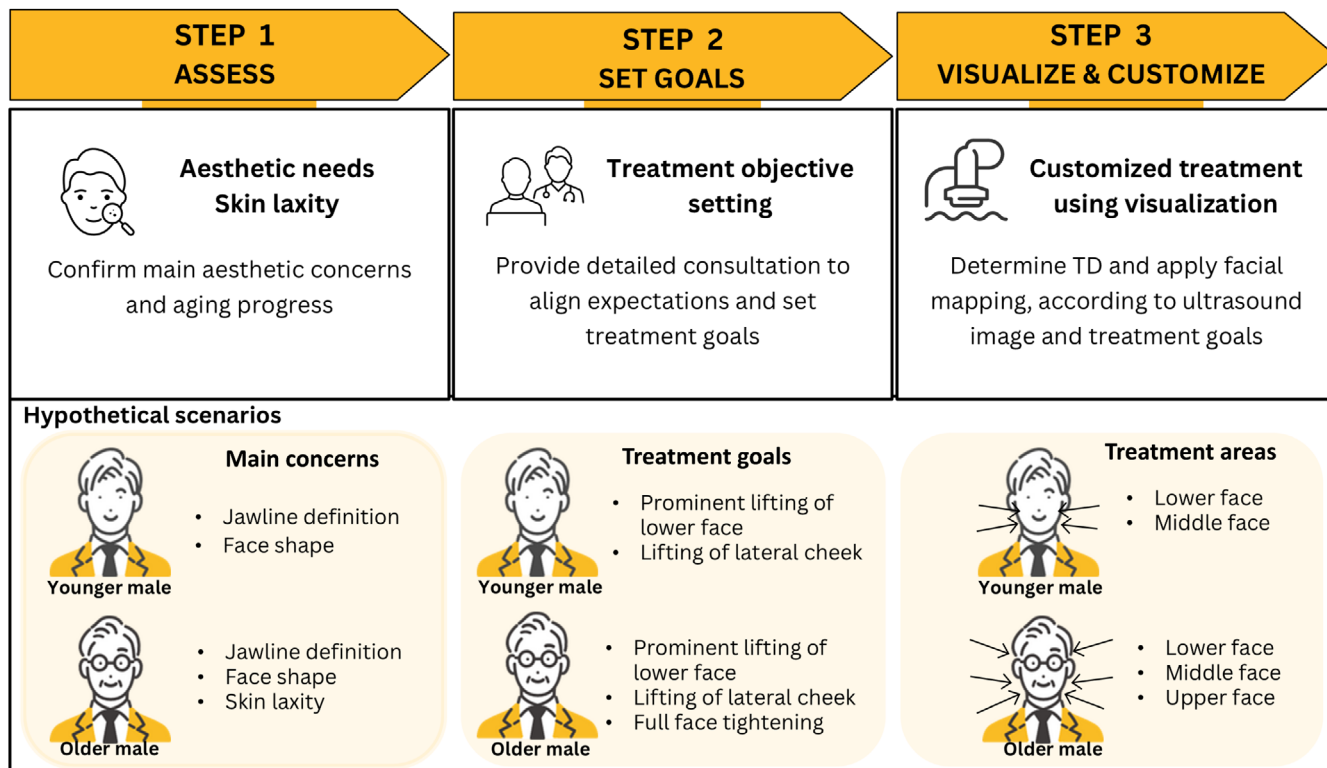 STEP 1
ASSESS
STEP 2
SET GOALS
STEP 3
VISUALIZE & CUSTOMIZE
Aesthetic needs
Skin laxity
Confirm main aesthetic concerns
and aging progress
Treatment objective
setting
Provide detailed consultation to
align expectations and set
treatment goals
Customized treatment
using visualization
Determine TD and apply facial
mapping, according to ultrasound
image and treatment goals
Hypothetical scenarios
Main concerns
• Jawline definition
• Face shape
Younger male
• Jawline definition
• Face shape
• Skin laxity
Older male
Treatment goals
• Prominent lifting of
lower face
• Lifting of lateral cheek
Younger male
• Prominent lifting of
lower face
• Lifting of lateral cheek
• Full face tightening
Older male
Treatment areas
• Lower face
• Middle face
Younger male
• Lower face
• Middle face
• Upper face
Older male